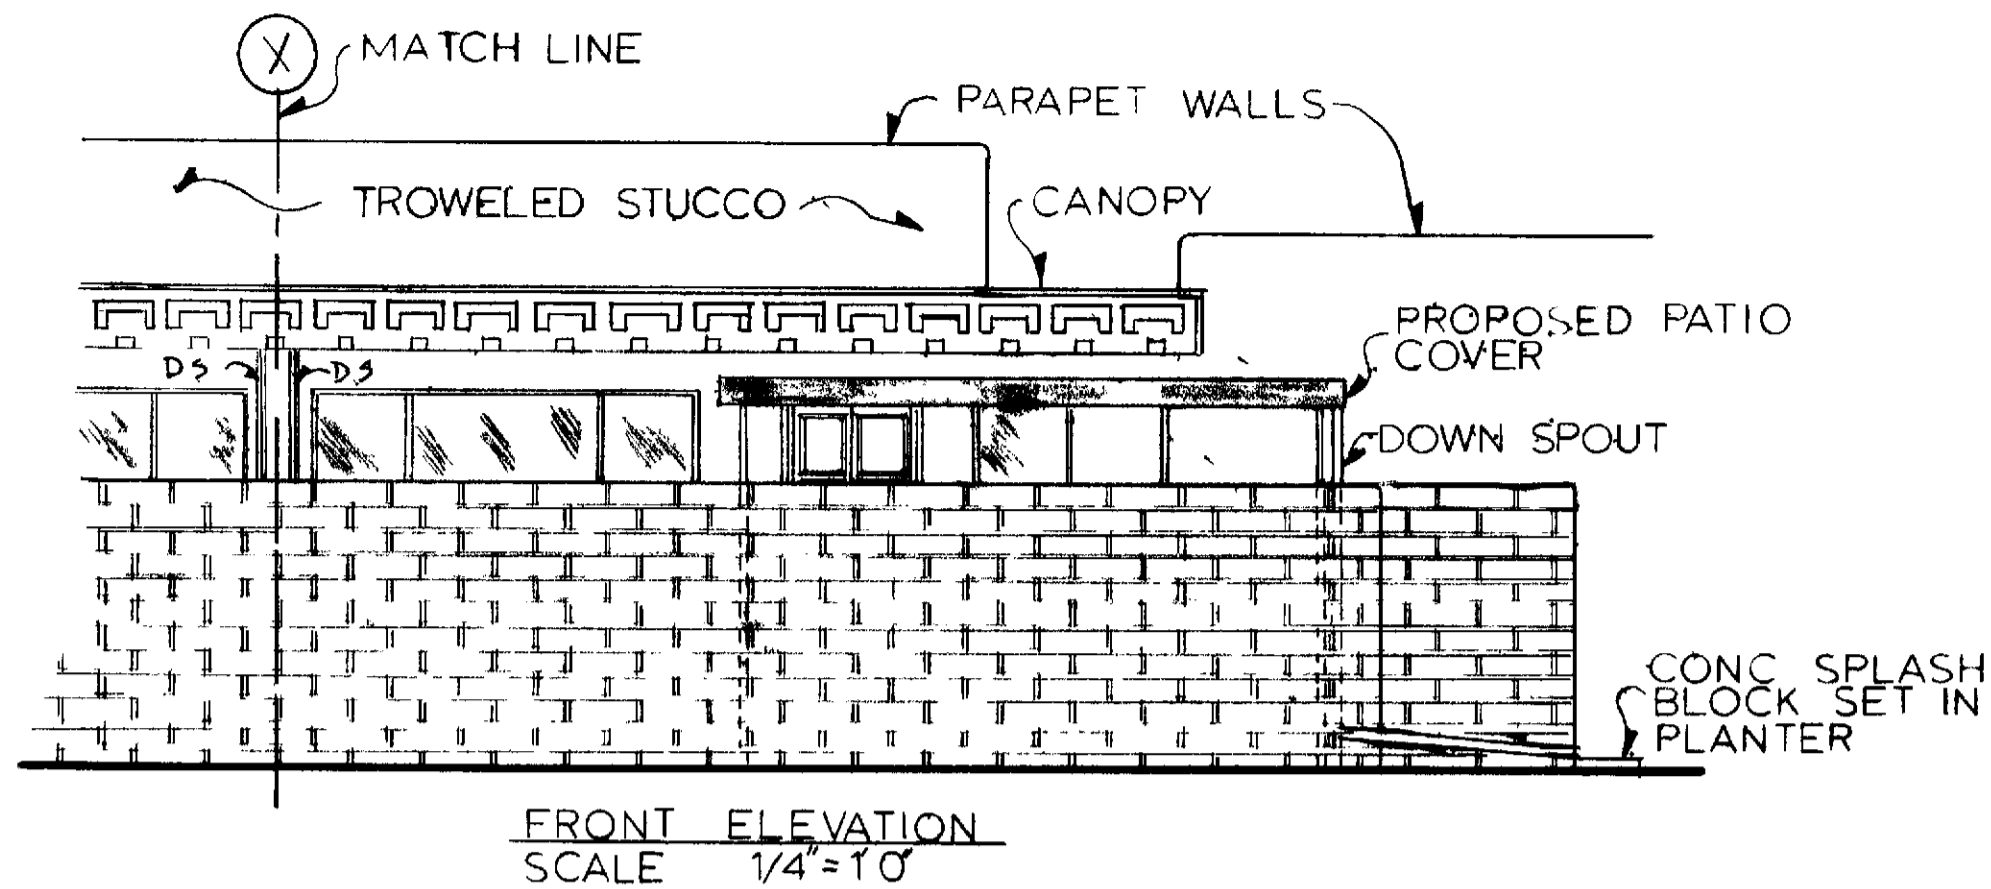 X
MATCH LINE
PARAPET WALLS
TROWELED STUCCO
CANOPY
PROPOSED PATIO
COVER
DS
DS
DOWN SPOUT
CONC SPLASH
BLOCK SET IN
PLANTER
FRONT ELEVATION
SCALE 1/4"=1'0"